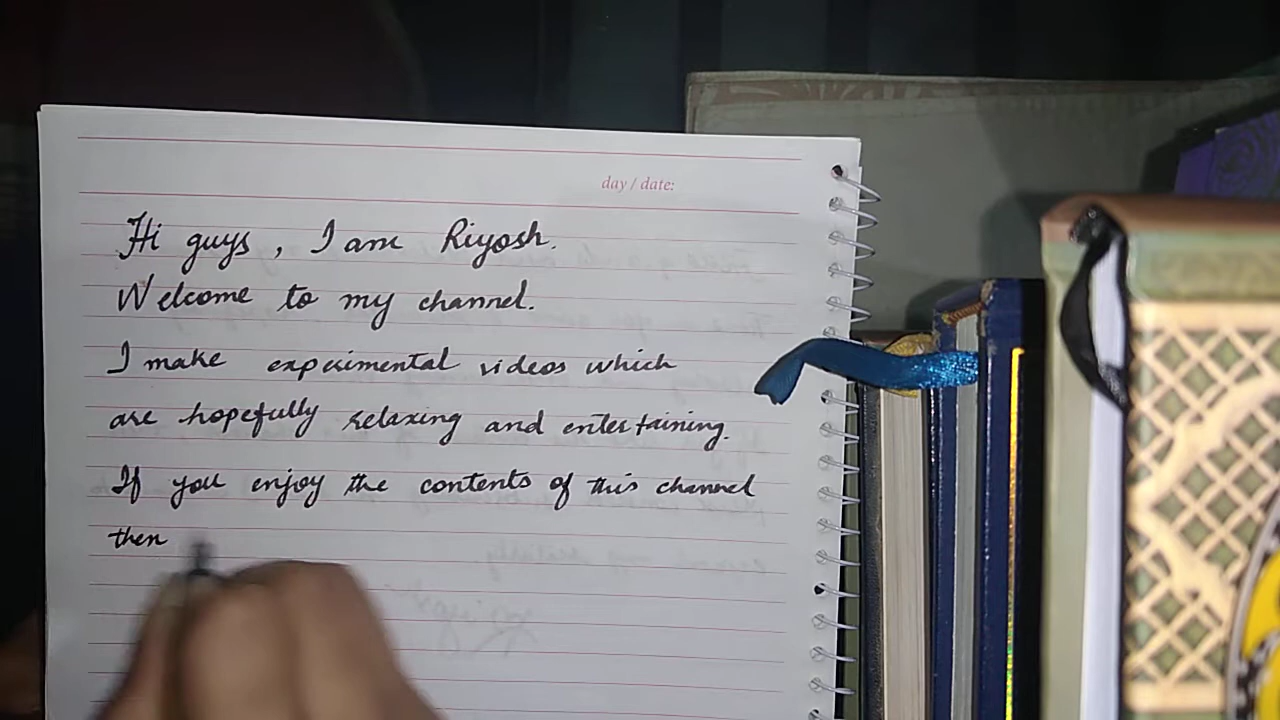 day / date:
Hi guys, I am Riyosh.
Welcome to my channel.
I make experimental videos which
are hopefully relaxing and entertaining.
If you enjoy the contents of this channel
then